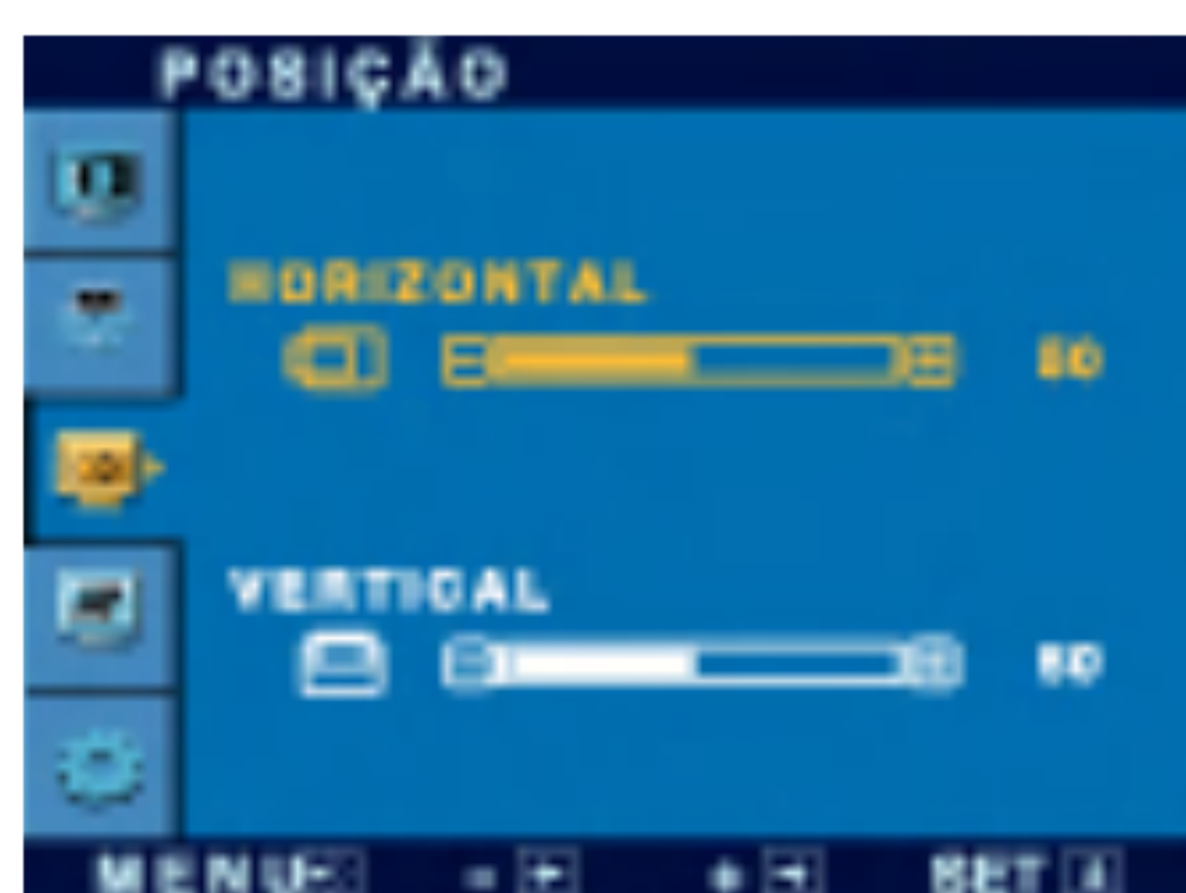 POSIÇÃO
HORIZONTAL
50
VERTICAL
50
MENU - + SET